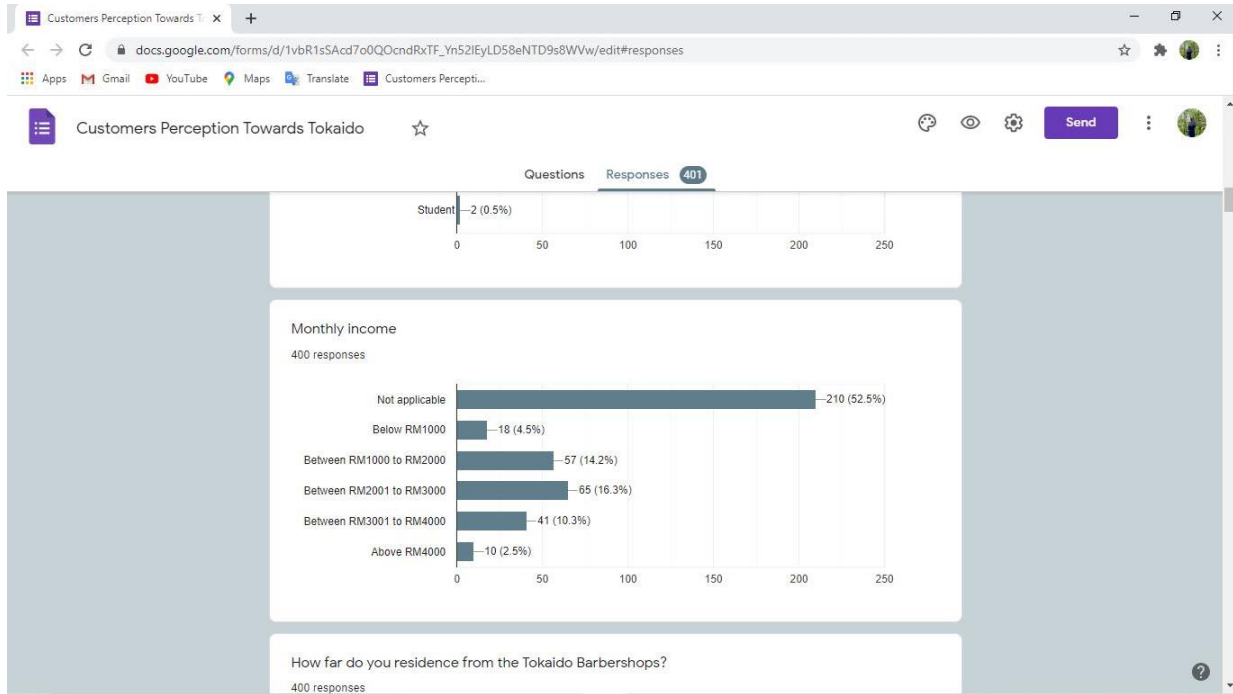 Customers Perception Towards T
docs.google.com/forms/d/1vbR1sSAcd7o0QOcndRxTF_Yn52IEyLD58eNTD9s8WVw/edit#responses
Apps Gmail YouTube Maps Translate Customers Percepti...
Customers Perception Towards Tokaido
Send
Questions Responses 401
Student 2 (0.5%)
0 50 100 150 200 250
Monthly income
400 responses
Not applicable 210 (52.5%)
Below RM1000 18 (4.5%)
Between RM1000 to RM2000 57 (14.2%)
Between RM2001 to RM3000 65 (16.3%)
Between RM3001 to RM4000 41 (10.3%)
Above RM4000 10 (2.5%)
0 50 100 150 200 250
How far do you residence from the Tokaido Barbershops?
400 responses